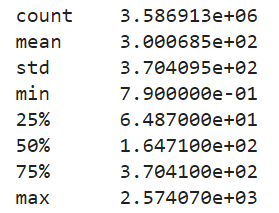 count    3.586913e+06
mean     3.000685e+02
std      3.704095e+02
min      7.900000e-01
25%      6.487000e+01
50%      1.647100e+02
75%      3.704100e+02
max      2.574070e+03